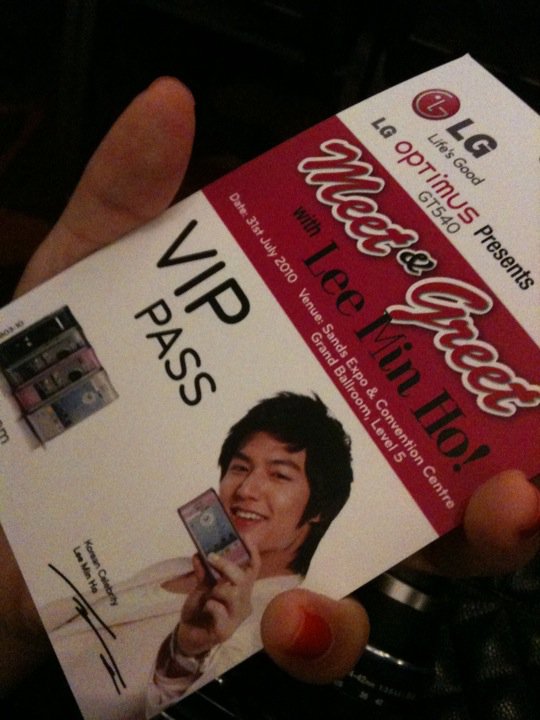 LG
Life's Good
LG OPTIMUS
GT540
Presents
Meet & Greet
with Lee Min Ho!
Date: 31st July 2010 Venue: Sands Expo & Convention Centre
Grand Ballroom, Level 5
VIP
PASS
Korean Celebrity
Lee Min Ho